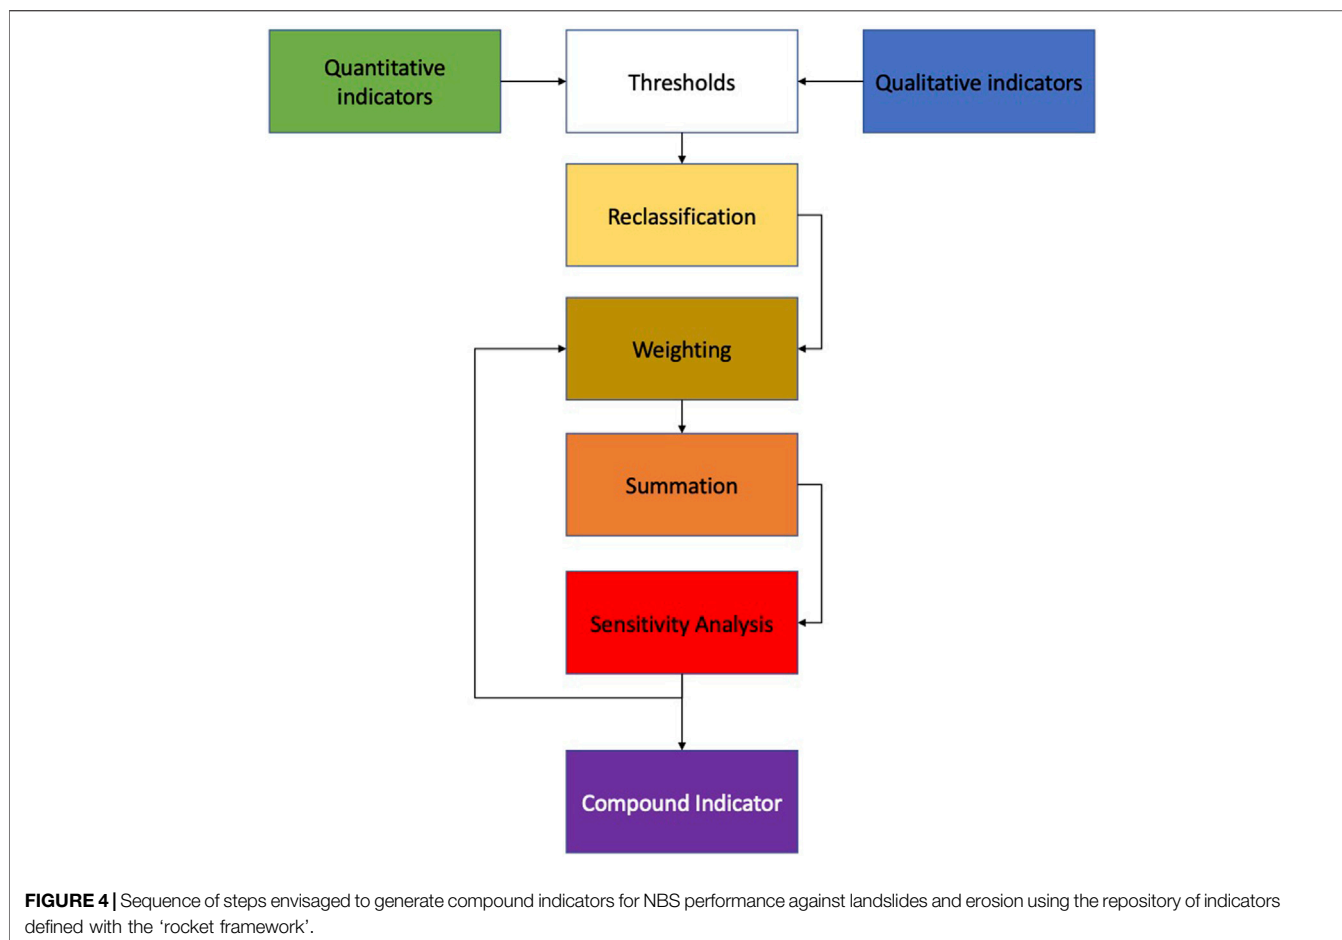 Quantitative
indicators
Thresholds
Qualitative indicators
Reclassification
Weighting
Summation
Sensitivity Analysis
Compound Indicator
FIGURE 4 | Sequence of steps envisaged to generate compound indicators for NBS performance against landslides and erosion using the repository of indicators
defined with the ‘rocket framework’.